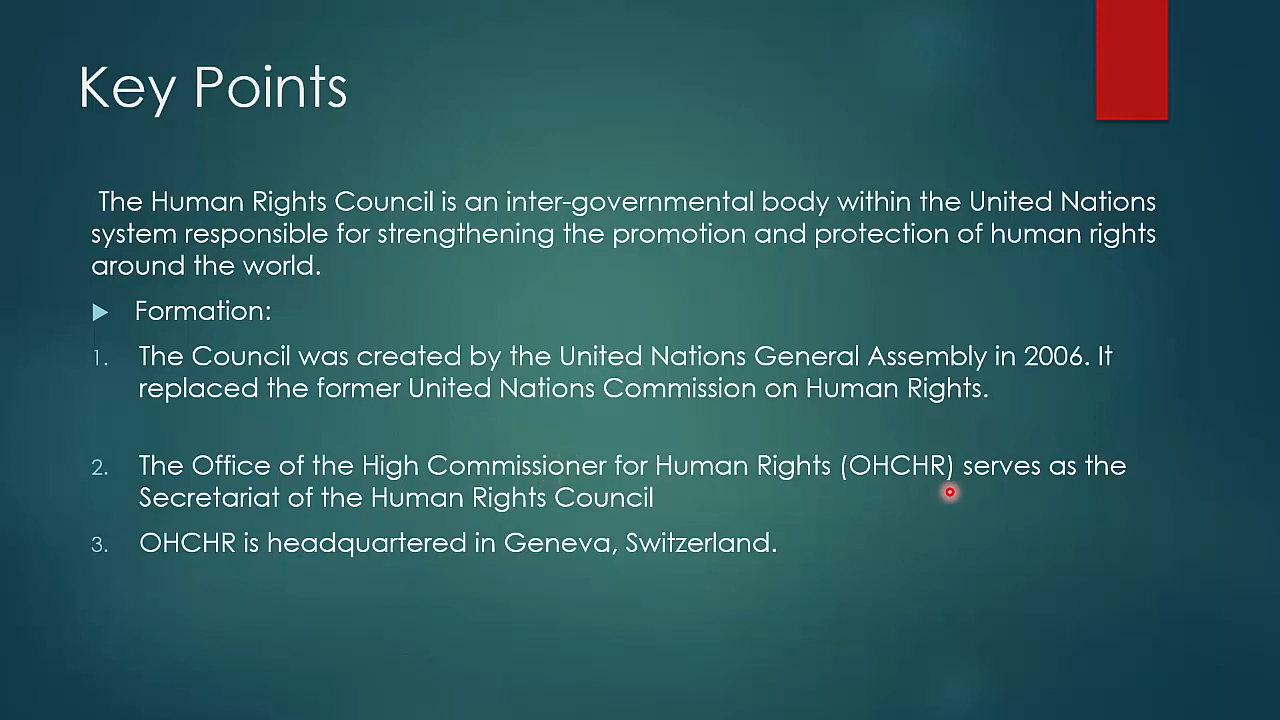 Key Points
The Human Rights Council is an inter-governmental body within the United Nations
system responsible for strengthening the promotion and protection of human rights
around the world.
Formation:
1. The Council was created by the United Nations General Assembly in 2006. It
replaced the former United Nations Commission on Human Rights.
2. The Office of the High Commissioner for Human Rights (OHCHR) serves as the
Secretariat of the Human Rights Council
3. OHCHR is headquartered in Geneva, Switzerland.